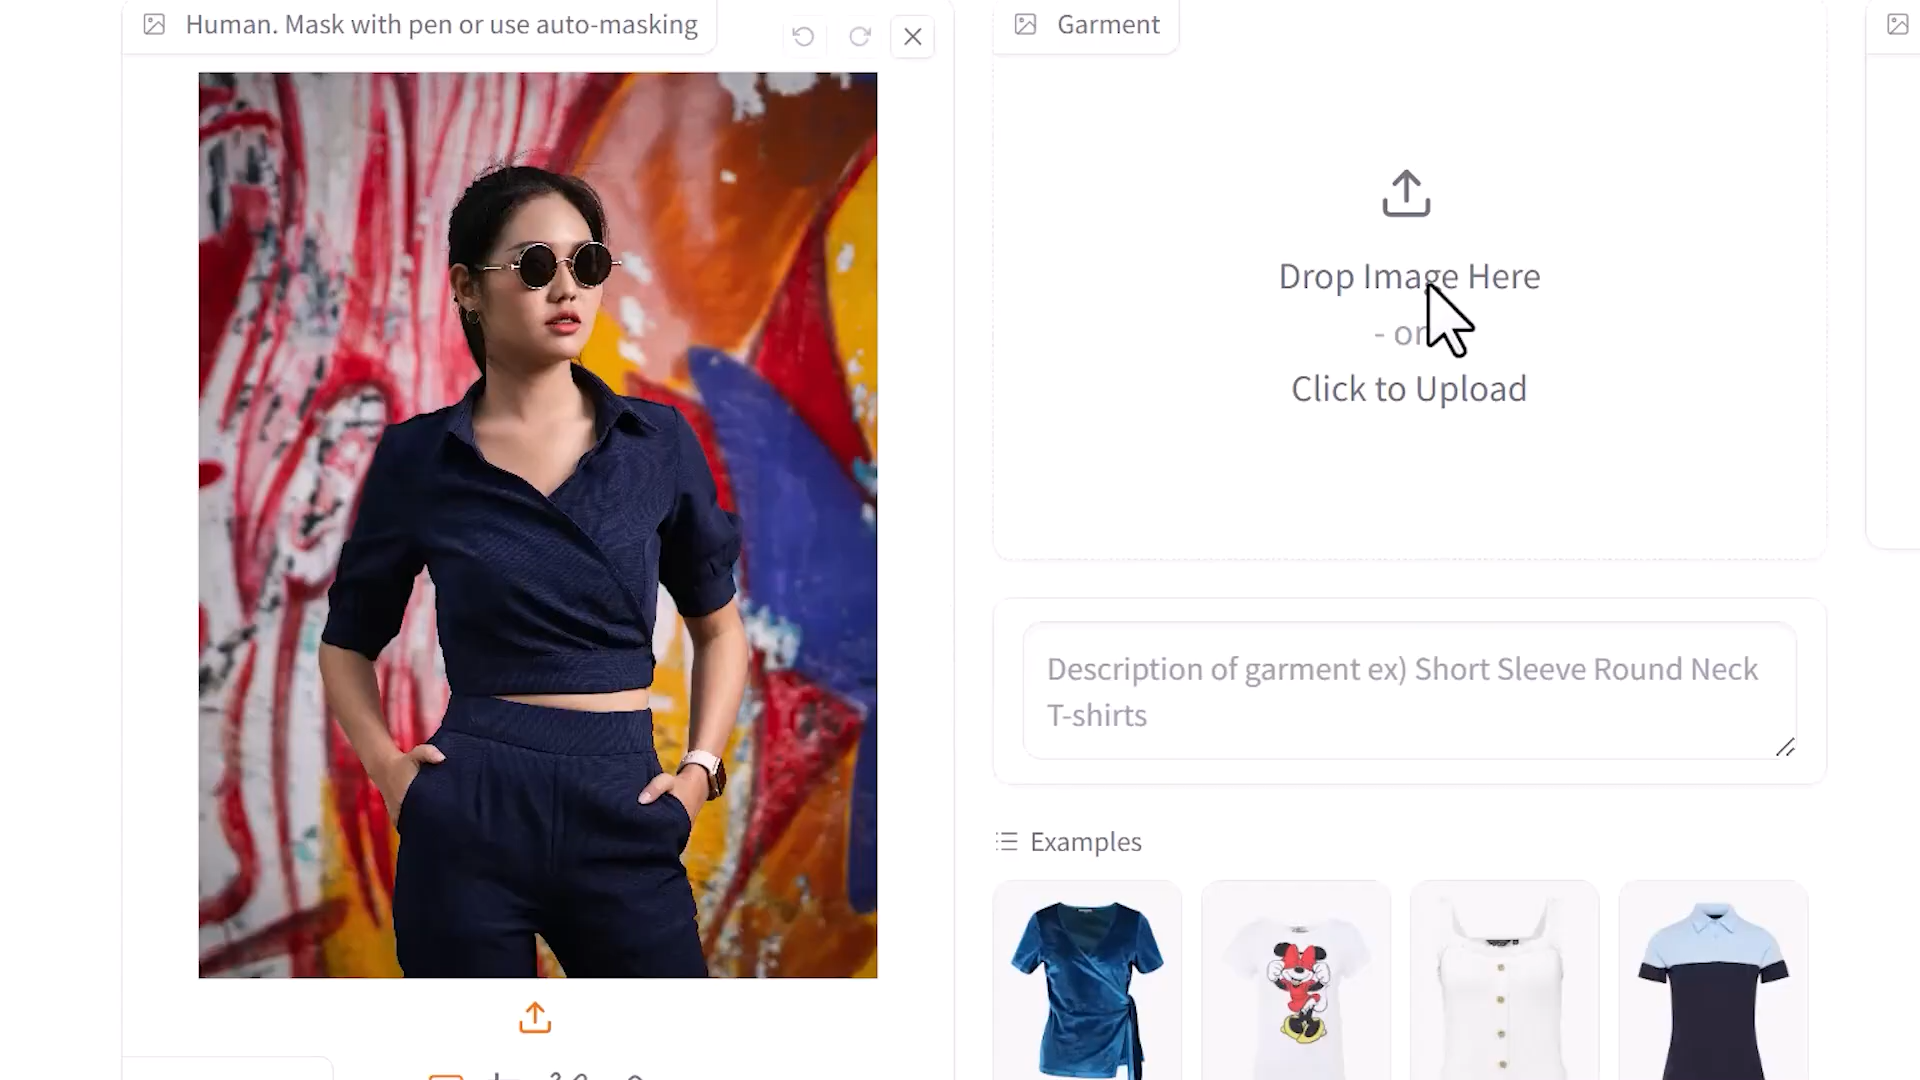 Human. Mask with pen or use auto-masking
Garment
Drop Image Here
- or
Click to Upload
Description of garment ex) Short Sleeve Round Neck
T-shirts
Examples